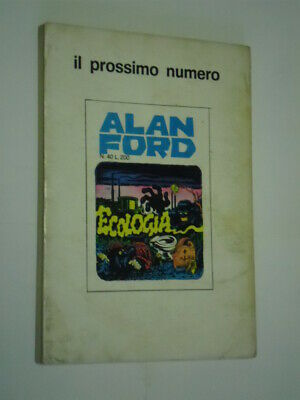 il prossimo numero
ALAN
FORD
N. 40 L. 200
ECOLOGIA